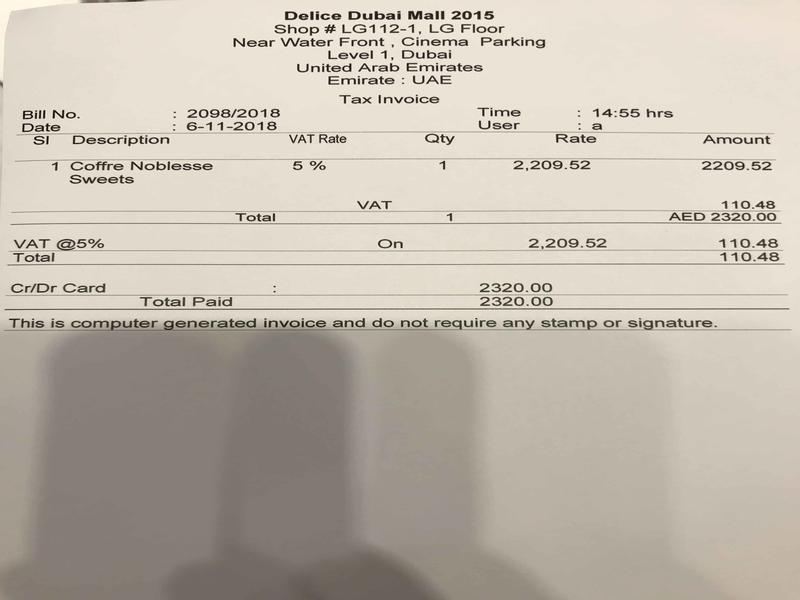 Delice Dubai Mall 2015
Shop # LG112-1, LG Floor
Near Water Front , Cinema Parking
Level 1, Dubai
United Arab Emirates
Emirate : UAE
Tax Invoice
Bill No. : 2098/2018 Time : 14:55 hrs
Date : 6-11-2018 User : a
SI Description VAT Rate Qty Rate Amount
1 Coffre Noblesse 5 % 1 2,209.52 2209.52
Sweets
VAT 110.48
Total 1 AED 2320.00
VAT @5% On 2,209.52 110.48
Total 110.48
Cr/Dr Card : 2320.00
Total Paid 2320.00
This is computer generated invoice and do not require any stamp or signature.